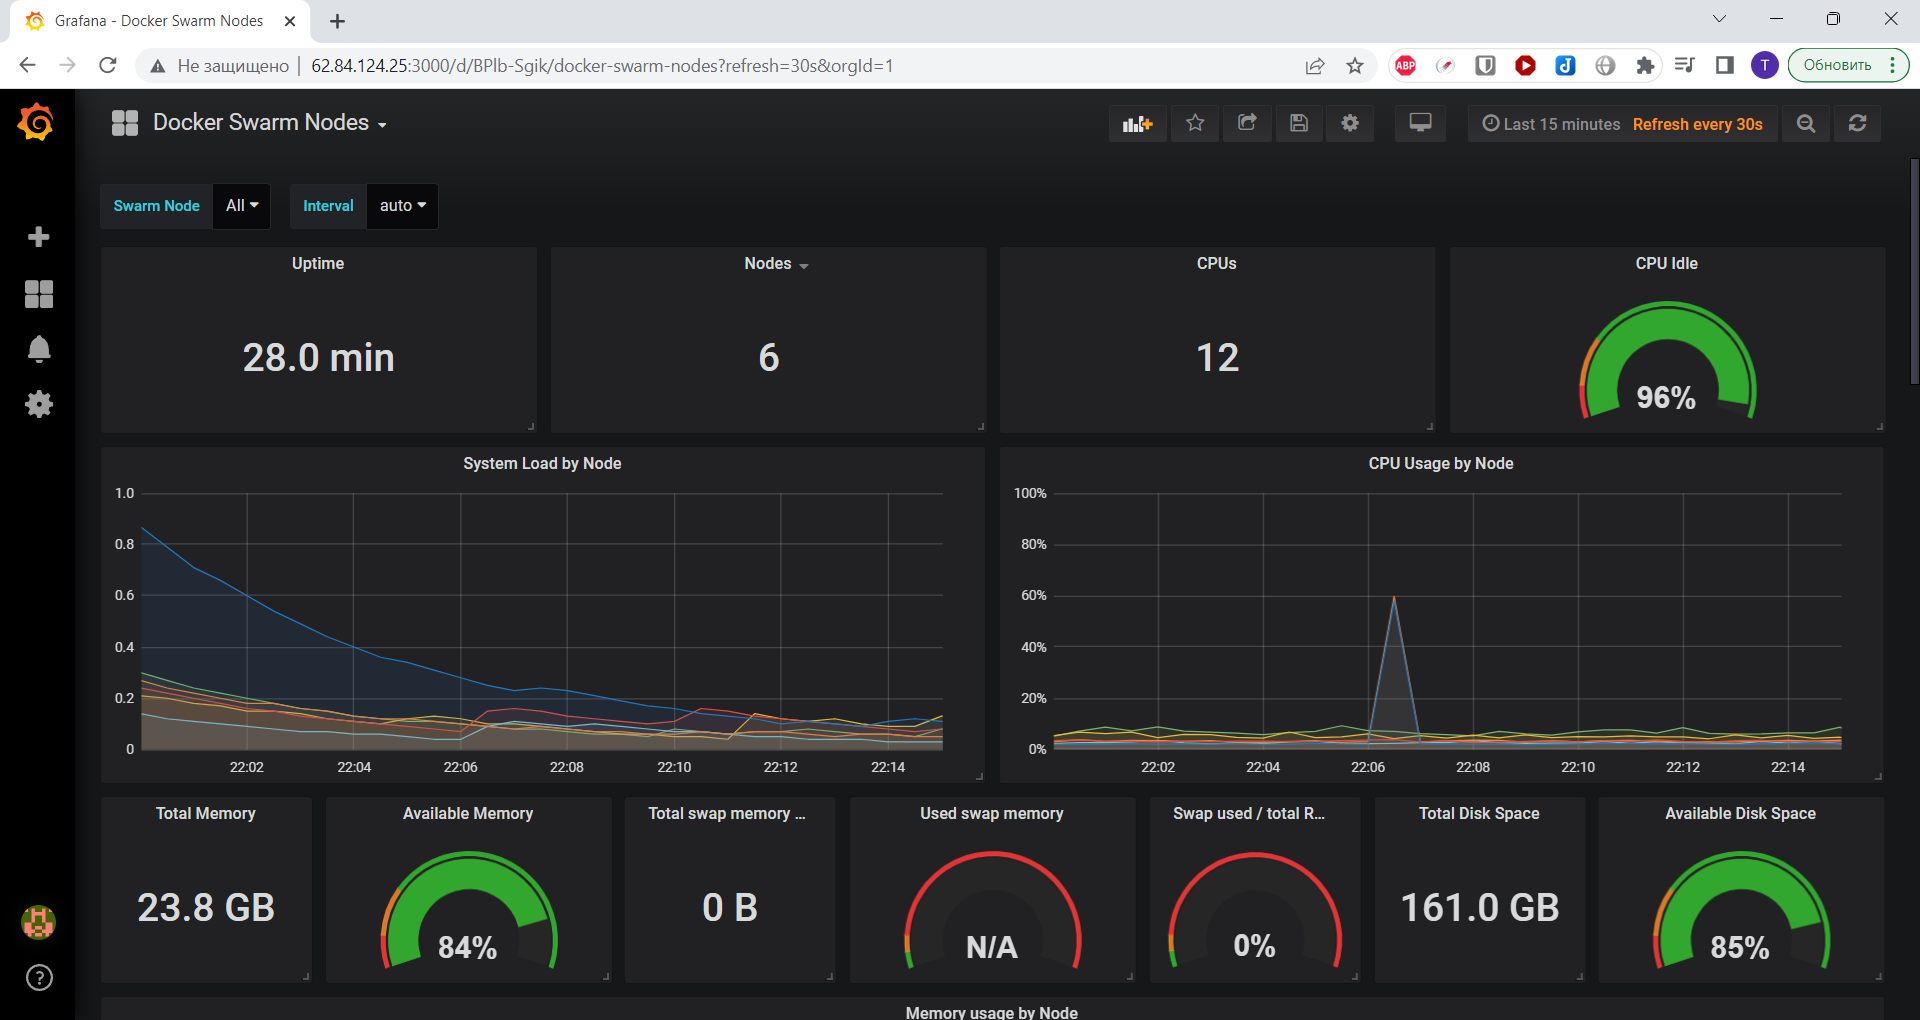 Grafana - Docker Swarm Nodes
Не защищено | 62.84.124.25:3000/d/BPlb-Sgik/docker-swarm-nodes?refresh=30s&orgId=1
ABP
T
Обновить
Docker Swarm Nodes
Last 15 minutes Refresh every 30s
Swarm Node All Interval auto
Uptime
28.0 min
Nodes
6
CPUs
12
CPU Idle
96%
System Load by Node
1.0
0.8
0.6
0.4
0.2
0
22:02 22:04 22:06 22:08 22:10 22:12 22:14
CPU Usage by Node
100%
80%
60%
40%
20%
0%
22:02 22:04 22:06 22:08 22:10 22:12 22:14
Total Memory
23.8 GB
Available Memory
84%
Total swap memory ...
0 B
Used swap memory
N/A
Swap used / total R...
0%
Total Disk Space
161.0 GB
Available Disk Space
85%
Memory usage by Node